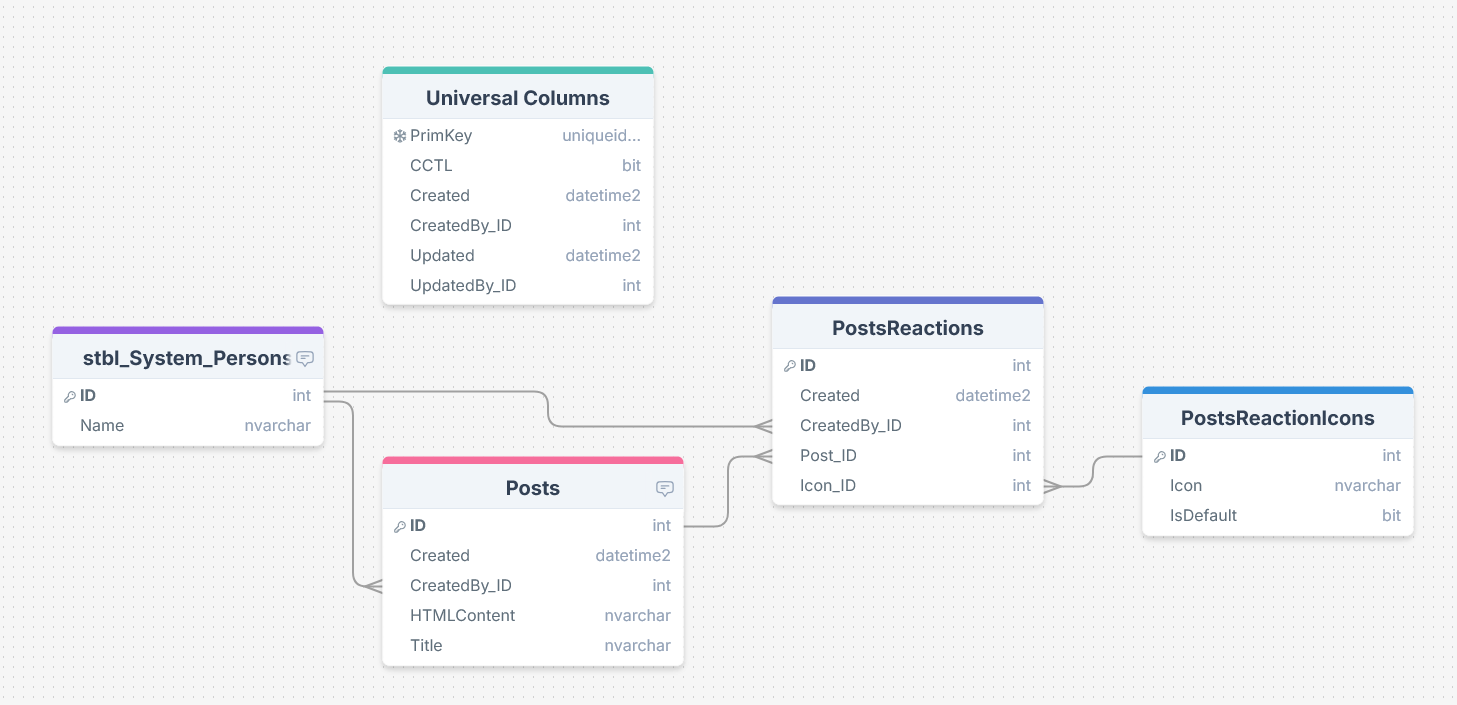 Universal Columns
PrimKey uniqueid...
CCTL bit
Created datetime2
CreatedBy_ID int
Updated datetime2
UpdatedBy_ID int
stbl_System_Persons
ID int
Name nvarchar
Posts
ID int
Created datetime2
CreatedBy_ID int
HTMLContent nvarchar
Title nvarchar
PostsReactions
ID int
Created datetime2
CreatedBy_ID int
Post_ID int
Icon_ID int
PostsReactionIcons
ID int
Icon nvarchar
IsDefault bit